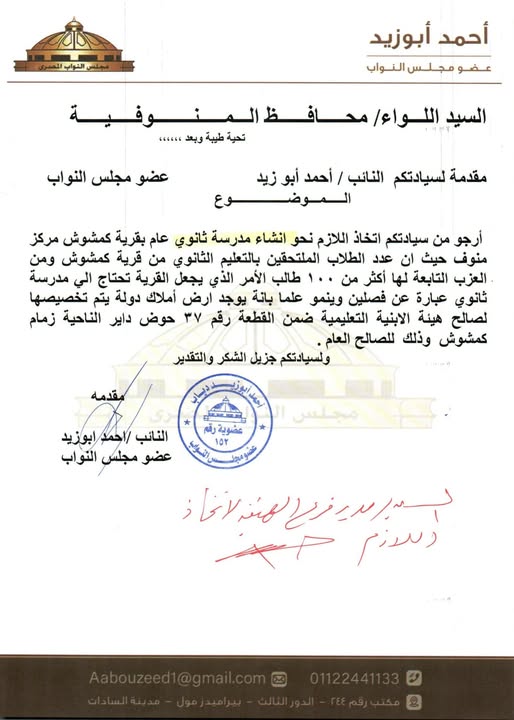 أحمد أبوزيد
عضو مجلس النواب
مجلس النواب المصري
السيد اللواء/ محافظ المنوفية
تحية طيبة وبعد ،،،،،،
مقدمة لسيادتكم النائب / أحمد أبو زيد عضو مجلس النواب
الموضوع
أرجو من سيادتكم اتخاذ اللازم نحو انشاء مدرسة ثانوي عام بقرية كمشوش مركز
منوف حيث ان عدد الطلاب الملتحقين بالتعليم الثانوي من قرية كمشوش ومن
العزب التابعة لها أكثر من ١٠٠ طالب الأمر الذي يجعل القرية تحتاج الي مدرسة
ثانوي عبارة عن فصلين وينمو علما بانة يوجد ارض أملاك دولة يتم تخصيصها
لصالح هيئة الابنية التعليمية ضمن القطعة رقم ٣٧ حوض داير الناحية زمام
كمشوش وذلك للصالح العام .
ولسيادتكم جزيل الشكر والتقدير
مقدمه
النائب /احمد ابوزيد
عضو مجلس النواب
أحمد أبوزيد دياب
عضوية رقم
١٥٢
عضو مجلس النواب
مجلس النواب المصري
السيد/ مدير فرع الهيئة لاتخاذ
اللازم
Aabouzeed1@gmail.com 01122441133
مكتب رقم ٢٤٤ - الدور الثالث - بيراميدز مول - مدينة السادات